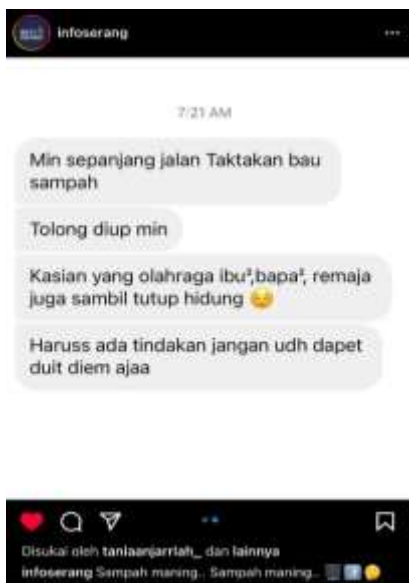 infoserang
7:21 AM
Min sepanjang jalan Taktakan bau
sampah
Tolong diup min
Kasian yang olahraga ibu²,bapa², remaja
juga sambil tutup hidung 😔
Haruss ada tindakan jangan udh dapet
duit diem ajaa
Disukai oleh taniaanjarriah_ dan lainnya
infoserang Sampah maning.. Sampah maning..